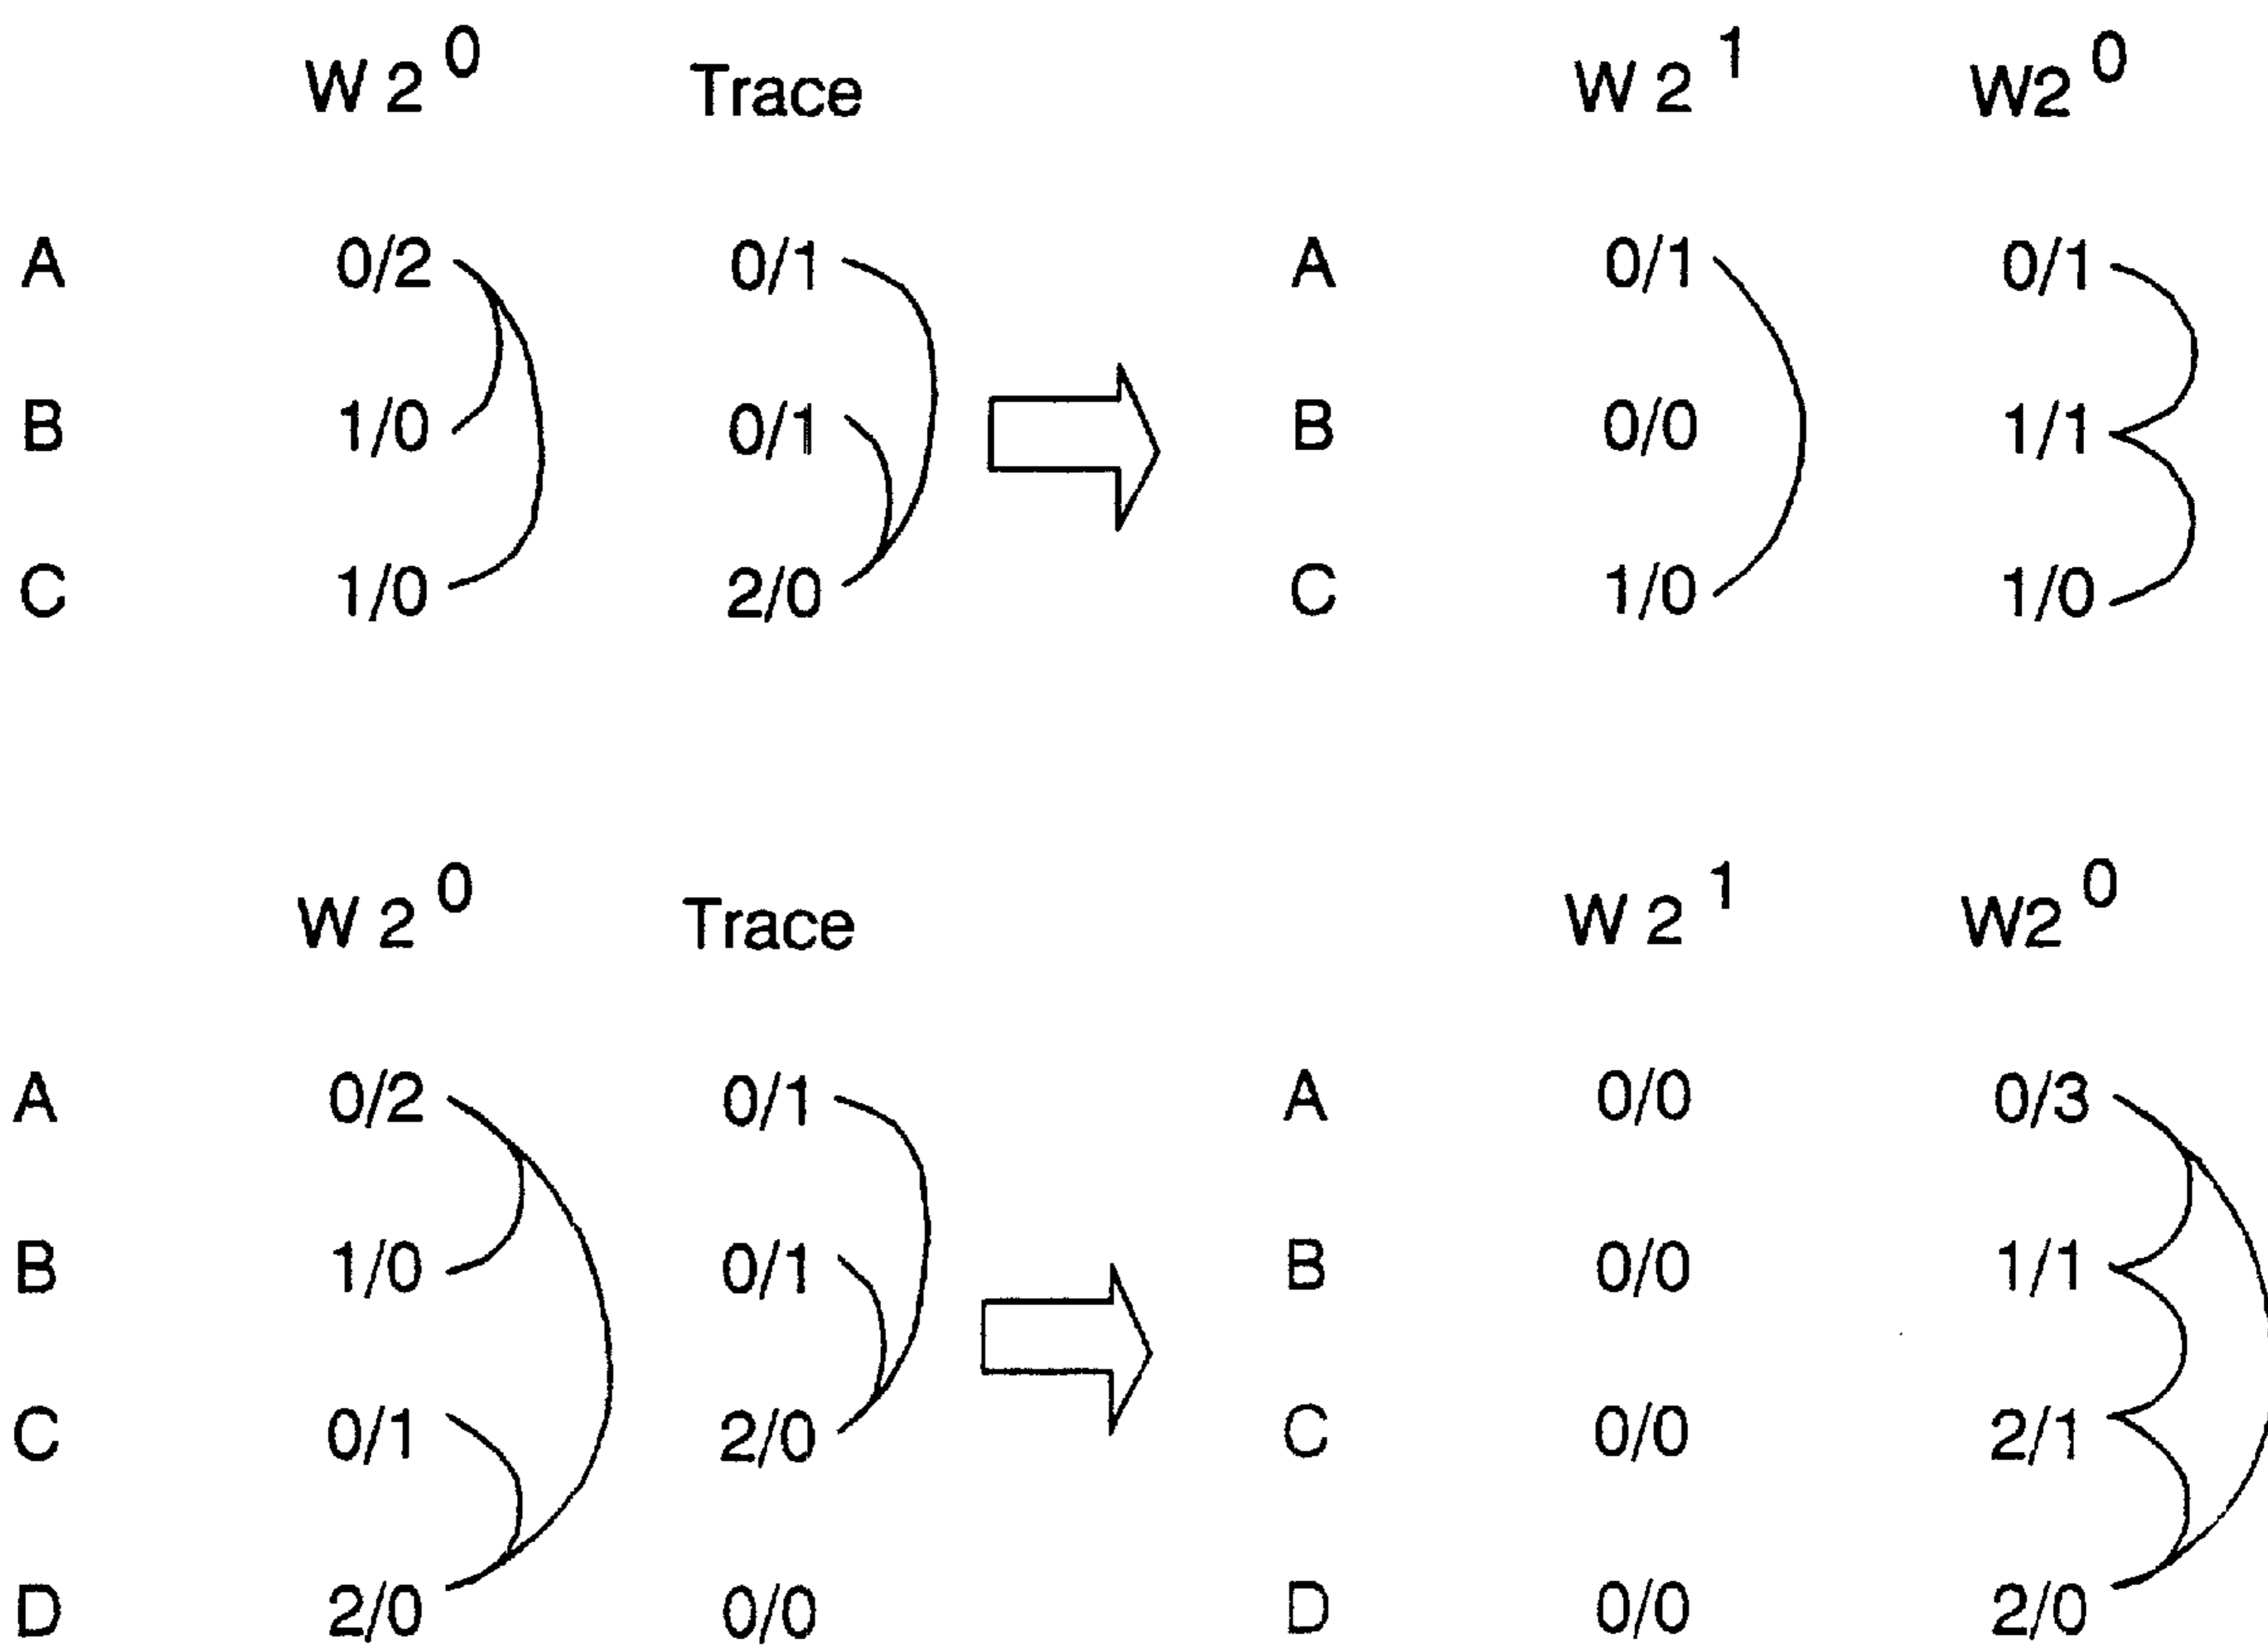 W 2 0 Trace W 2 1 W2 0
A 0/2 0/1 A 0/1 0/1
B 1/0 0/1 B 0/0 1/1
C 1/0 2/0 C 1/0 1/0
W 2 0 Trace W 2 1 W2 0
A 0/2 0/1 A 0/0 0/3
B 1/0 0/1 B 0/0 1/1
C 0/1 2/0 C 0/0 2/1
D 2/0 0/0 D 0/0 2/0